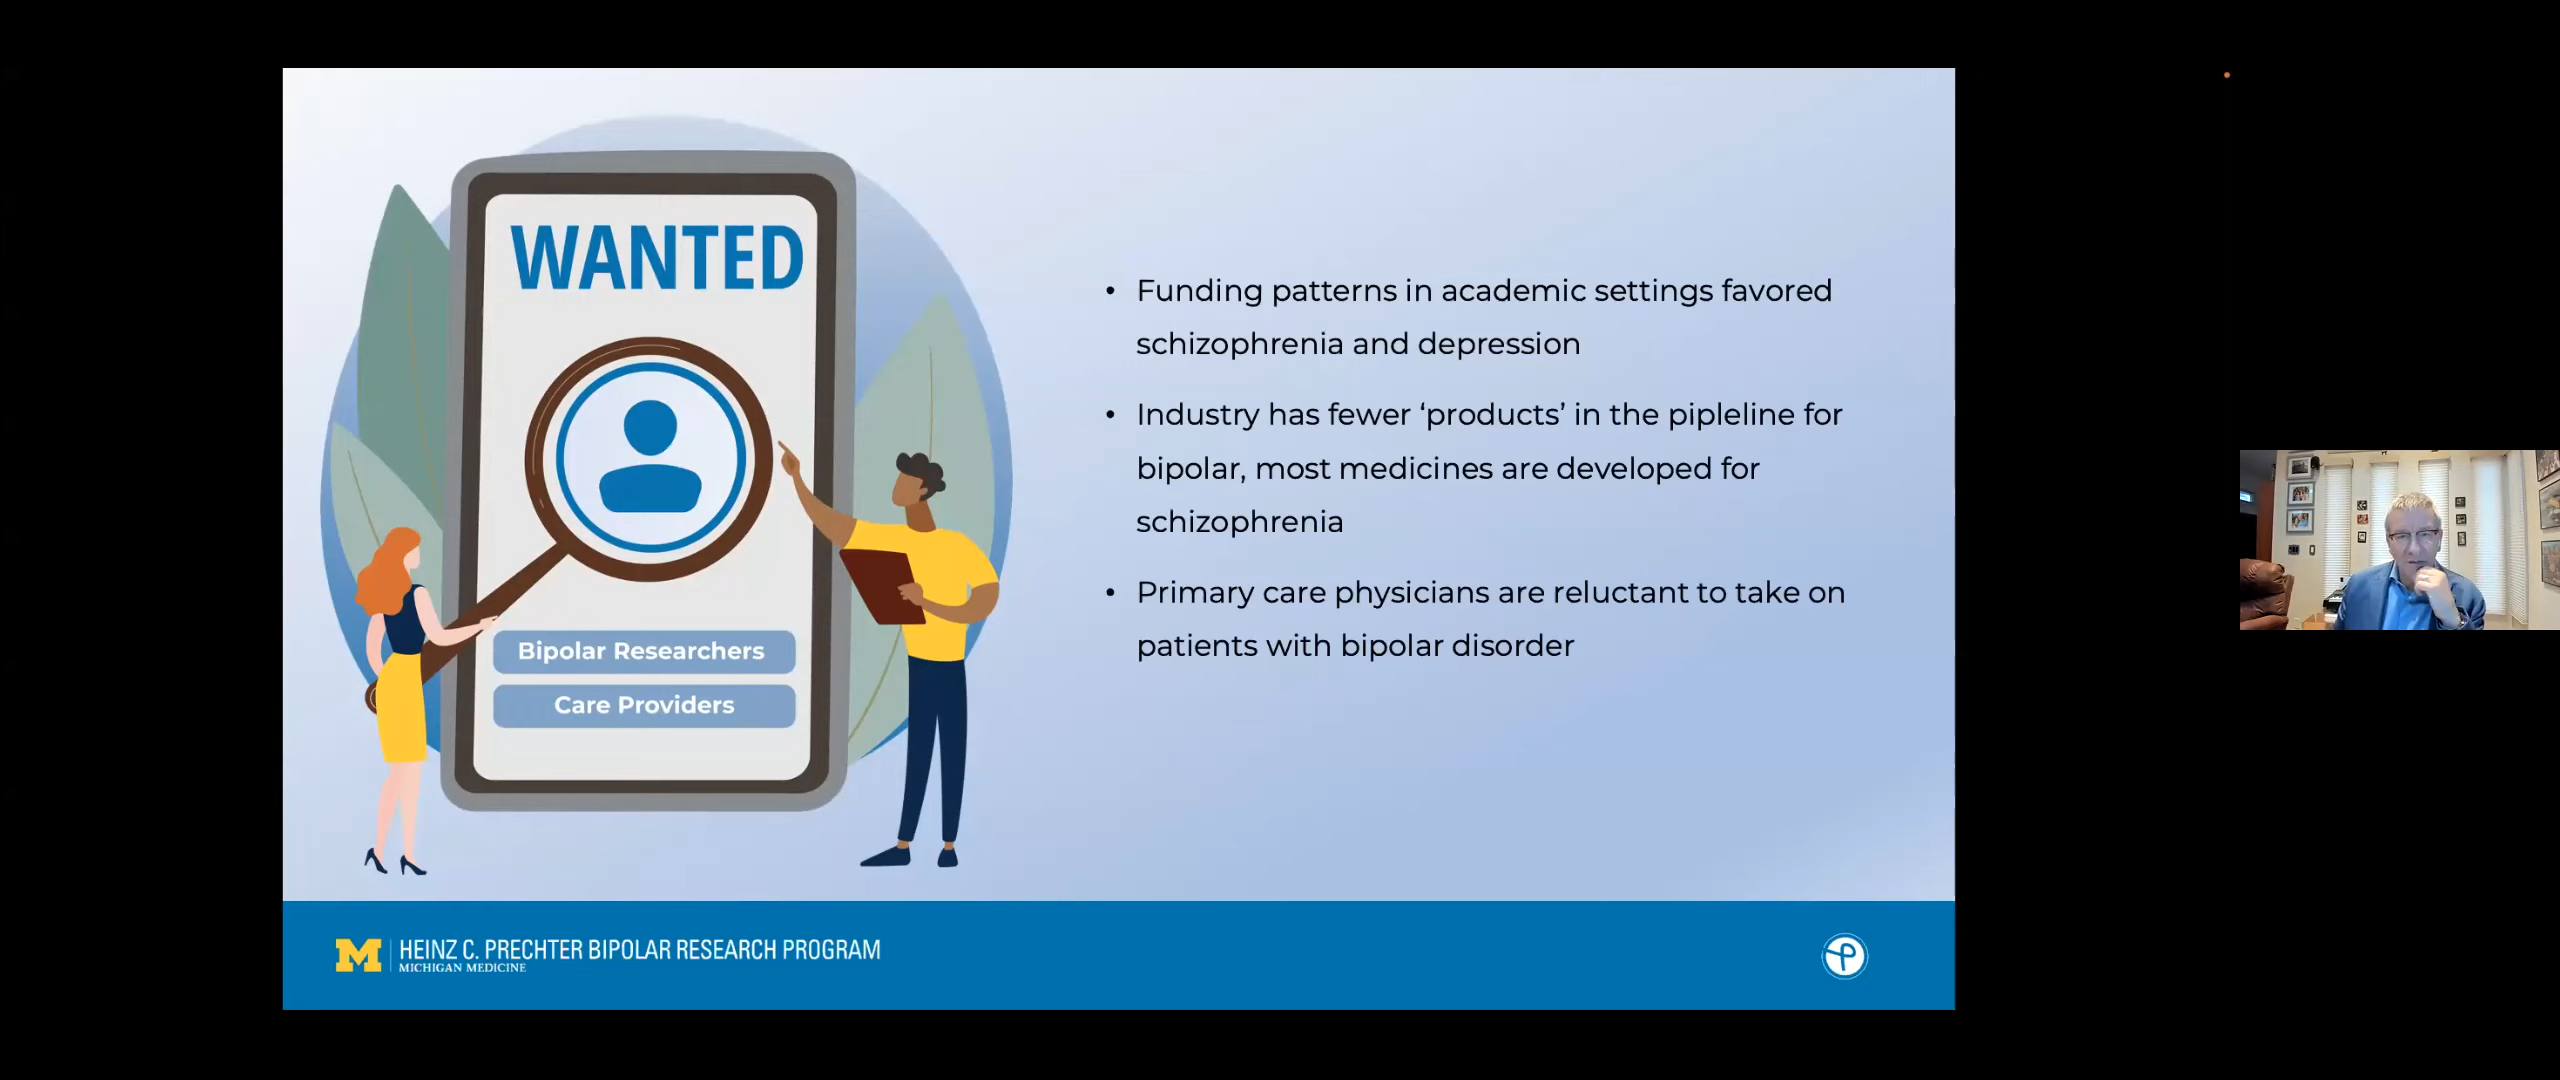 WANTED
Bipolar Researchers
Care Providers
• Funding patterns in academic settings favored
schizophrenia and depression
• Industry has fewer ‘products’ in the pipleline for
bipolar, most medicines are developed for
schizophrenia
• Primary care physicians are reluctant to take on
patients with bipolar disorder
M HEINZ C. PRECHTER BIPOLAR RESEARCH PROGRAM
MICHIGAN MEDICINE
P